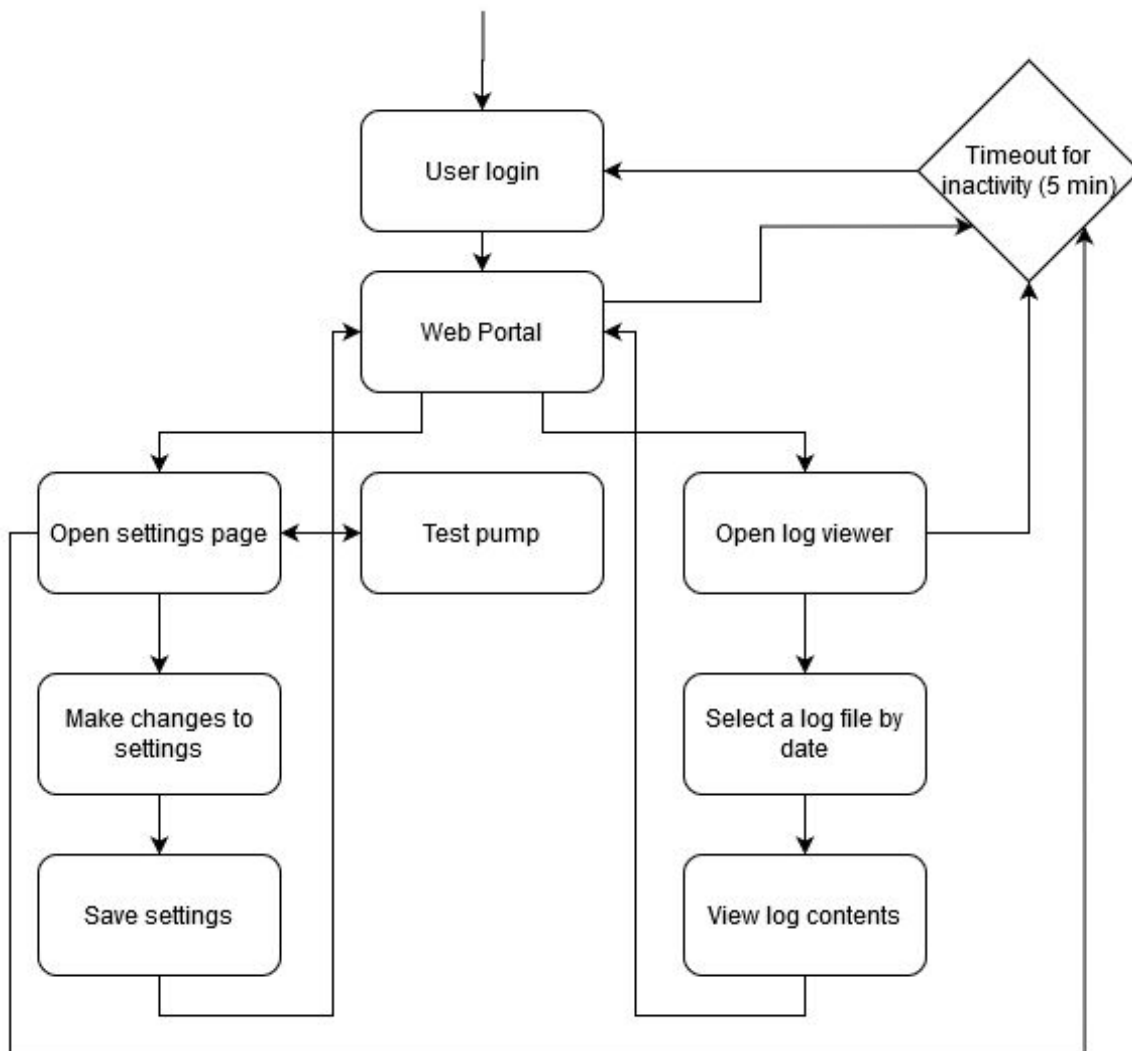 User login
Timeout for
inactivity (5 min)
Web Portal
Open settings page
Test pump
Open log viewer
Make changes to
settings
Select a log file by
date
Save settings
View log contents